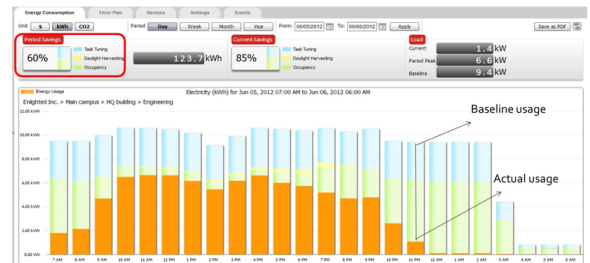 Energy Consumption Floor Plan Devices Settings Events
Unit $ kWh CO2 Period Day Week Month Year From: 06/05/2012 To: 06/06/2012 Apply Save as PDF
Period Savings
60%
Task Tuning
Daylight Harvesting
Occupancy
123.7 kWh
Current Savings
85%
Task Tuning
Daylight Harvesting
Occupancy
Load
Current 1.4 kW
Period Peak 6.6 kW
Baseline 9.4 kW
Energy Usage
Electricity (kWh) for Jun 05, 2012 07:00 AM to Jun 06, 2012 06:00 AM
Enlighted Inc. > Main campus > HQ building > Engineering
12.00 kWh
Baseline usage
10.00 kWh
8.00 kWh
Actual usage
6.00 kWh
4.00 kWh
2.00 kWh
0.00 kWh
7 AM 8 AM 9 AM 10 AM 11 AM 12 PM 1 PM 2 PM 3 PM 4 PM 5 PM 6 PM 7 PM 8 PM 9 PM 10 PM 11 PM 12 AM 1 AM 2 AM 3 AM 4 AM 5 AM 6 AM